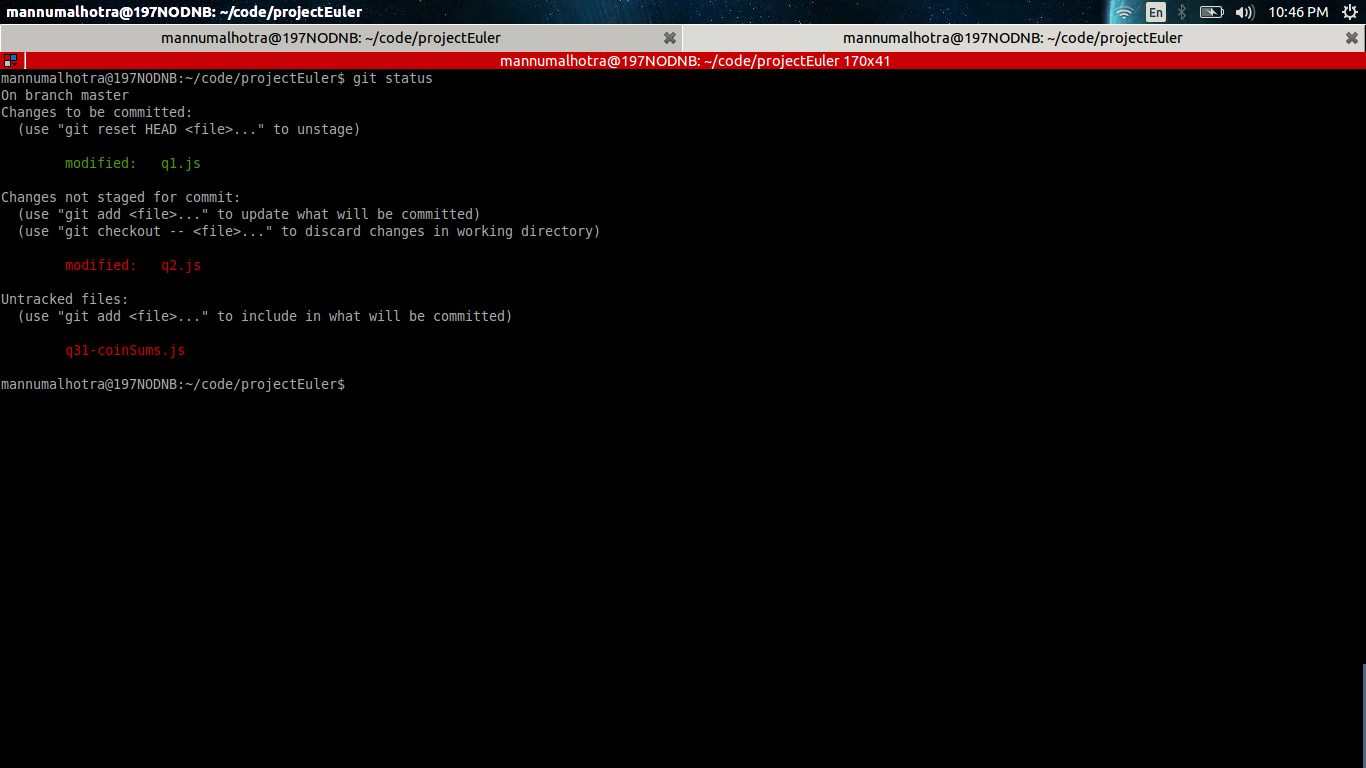 mannumalhotra@197NODNB: ~/code/projectEuler
En
10:46 PM
mannumalhotra@197NODNB: ~/code/projectEuler
mannumalhotra@197NODNB: ~/code/projectEuler
mannumalhotra@197NODNB: ~/code/projectEuler 170x41
mannumalhotra@197NODNB:~/code/projectEuler$ git status
On branch master
Changes to be committed:
  (use "git reset HEAD <file>..." to unstage)
        modified:   q1.js
Changes not staged for commit:
  (use "git add <file>..." to update what will be committed)
  (use "git checkout -- <file>..." to discard changes in working directory)
        modified:   q2.js
Untracked files:
  (use "git add <file>..." to include in what will be committed)
        q31-coinSums.js
mannumalhotra@197NODNB:~/code/projectEuler$